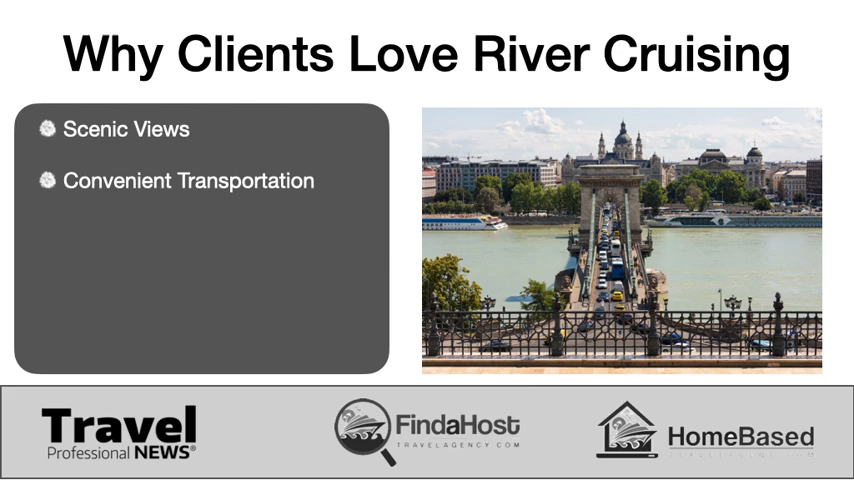 Why Clients Love River Cruising
Scenic Views
Convenient Transportation
Travel
Professional NEWS®
FindaHost
TRAVELAGENCY.COM
HomeBased